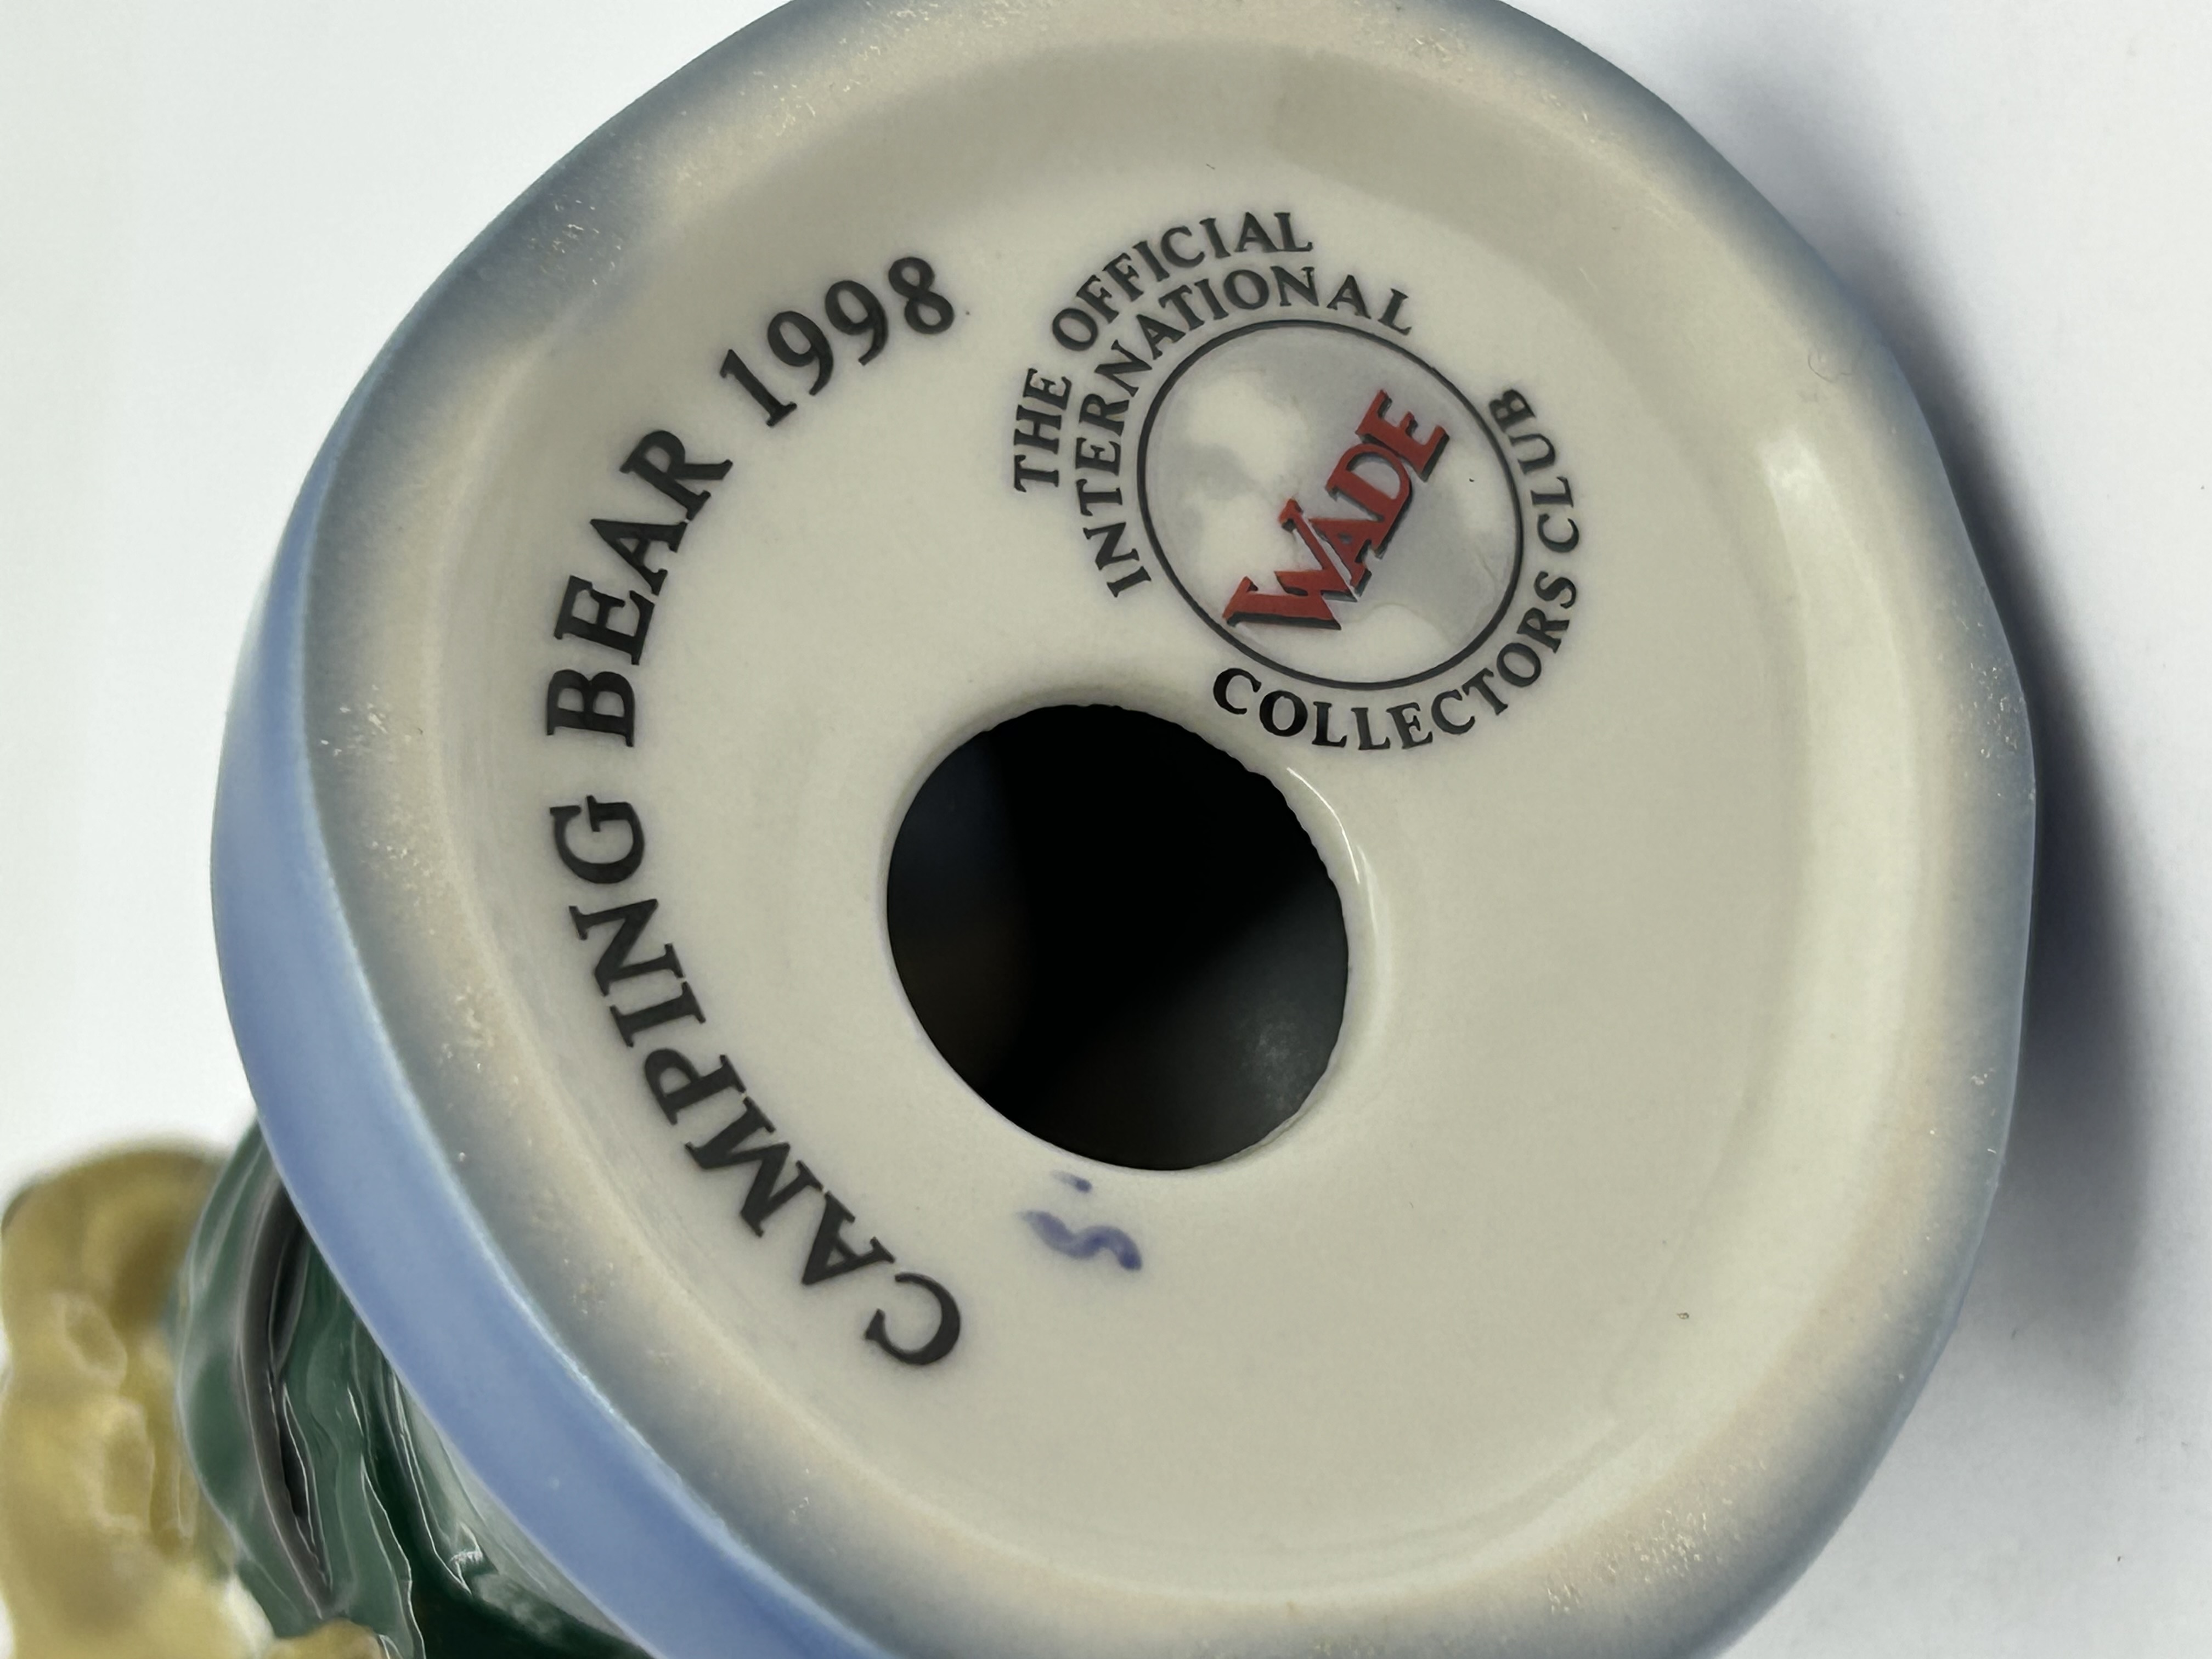 CAMPING BEAR 1998
THE OFFICIAL
INTERNATIONAL
WADE
COLLECTORS CLUB